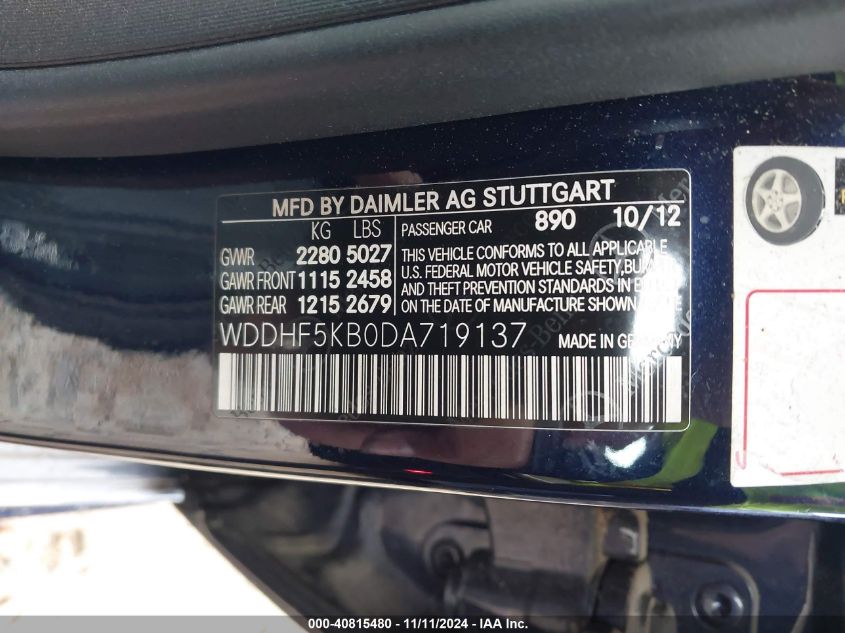 MFD BY DAIMLER AG STUTTGART
KG LBS
GVWR 2280 5027
GAWR FRONT 1115 2458
GAWR REAR 1215 2679
PASSENGER CAR 890 10/12
THIS VEHICLE CONFORMS TO ALL APPLICABLE
U.S. FEDERAL MOTOR VEHICLE SAFETY,
AND THEFT PREVENTION STANDARDS IN
ON THE DATE OF MANUFACTURE SHOWN ABOVE.
WDDHF5KB0DA719137 MADE IN GERMANY
000-40815480 - 11/11/2024 - IAA Inc.